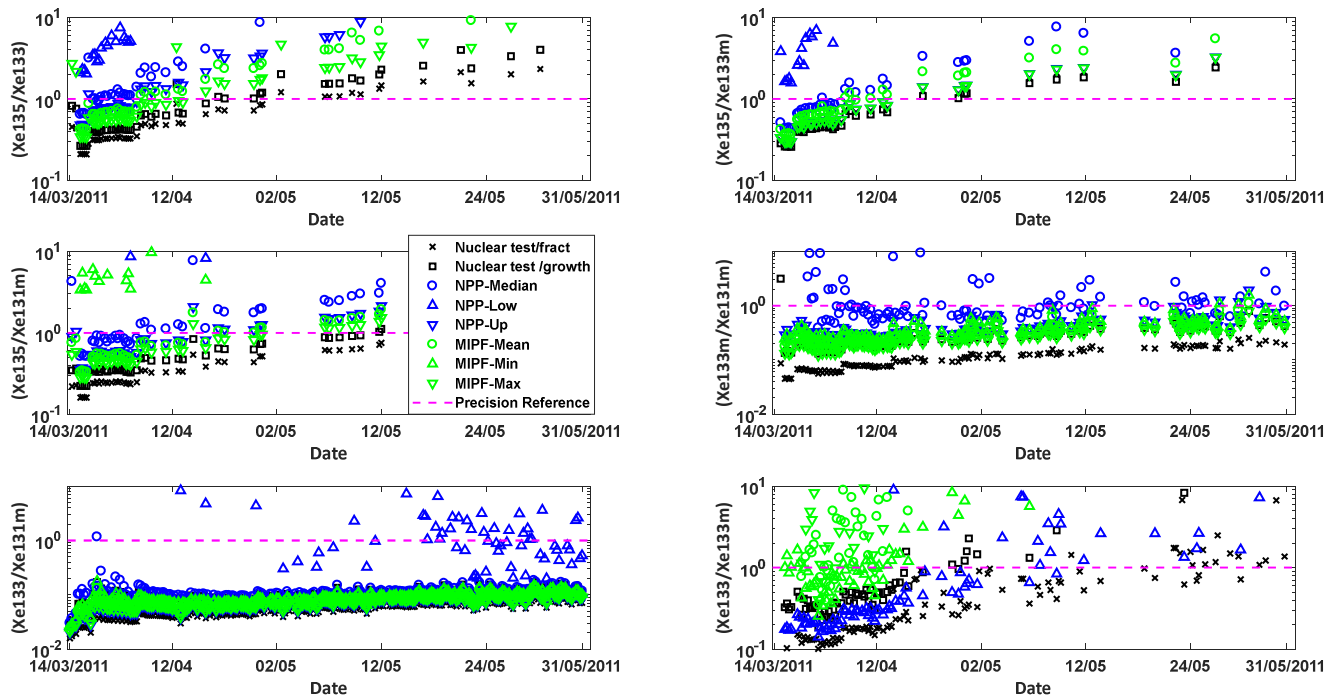 10^1
10^0
10^-1
(Xe135/Xe133)
14/03/2011 12/04 02/05 12/05 24/05 31/05/2011
Date
10^1
10^0
10^-1
(Xe135/Xe133m)
14/03/2011 12/04 02/05 12/05 24/05 31/05/2011
Date
10^1
10^0
10^-1
(Xe135/Xe131m)
14/03/2011 12/04 02/05 12/05 24/05 31/05/2011
Date
Nuclear test/fract
Nuclear test /growth
NPP-Median
NPP-Low
NPP-Up
MIPF-Mean
MIPF-Min
MIPF-Max
Precision Reference
10^0
10^-2
(Xe133m/Xe131m)
14/03/2011 12/04 02/05 12/05 24/05 31/05/2011
Date
10^0
10^-2
(Xe133/Xe131m)
14/03/2011 12/04 02/05 12/05 24/05 31/05/2011
Date
10^1
10^0
10^-1
(Xe133/Xe133m)
14/03/2011 12/04 02/05 12/05 24/05 31/05/2011
Date